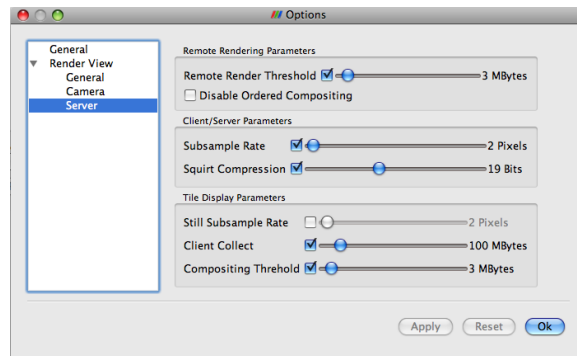 Options
General
Render View
General
Camera
Server
Remote Rendering Parameters
Remote Render Threshold 3 MBytes
Disable Ordered Compositing
Client/Server Parameters
Subsample Rate 2 Pixels
Squirt Compression 19 Bits
Tile Display Parameters
Still Subsample Rate 2 Pixels
Client Collect 100 MBytes
Compositing Threhold 3 MBytes
Apply Reset Ok